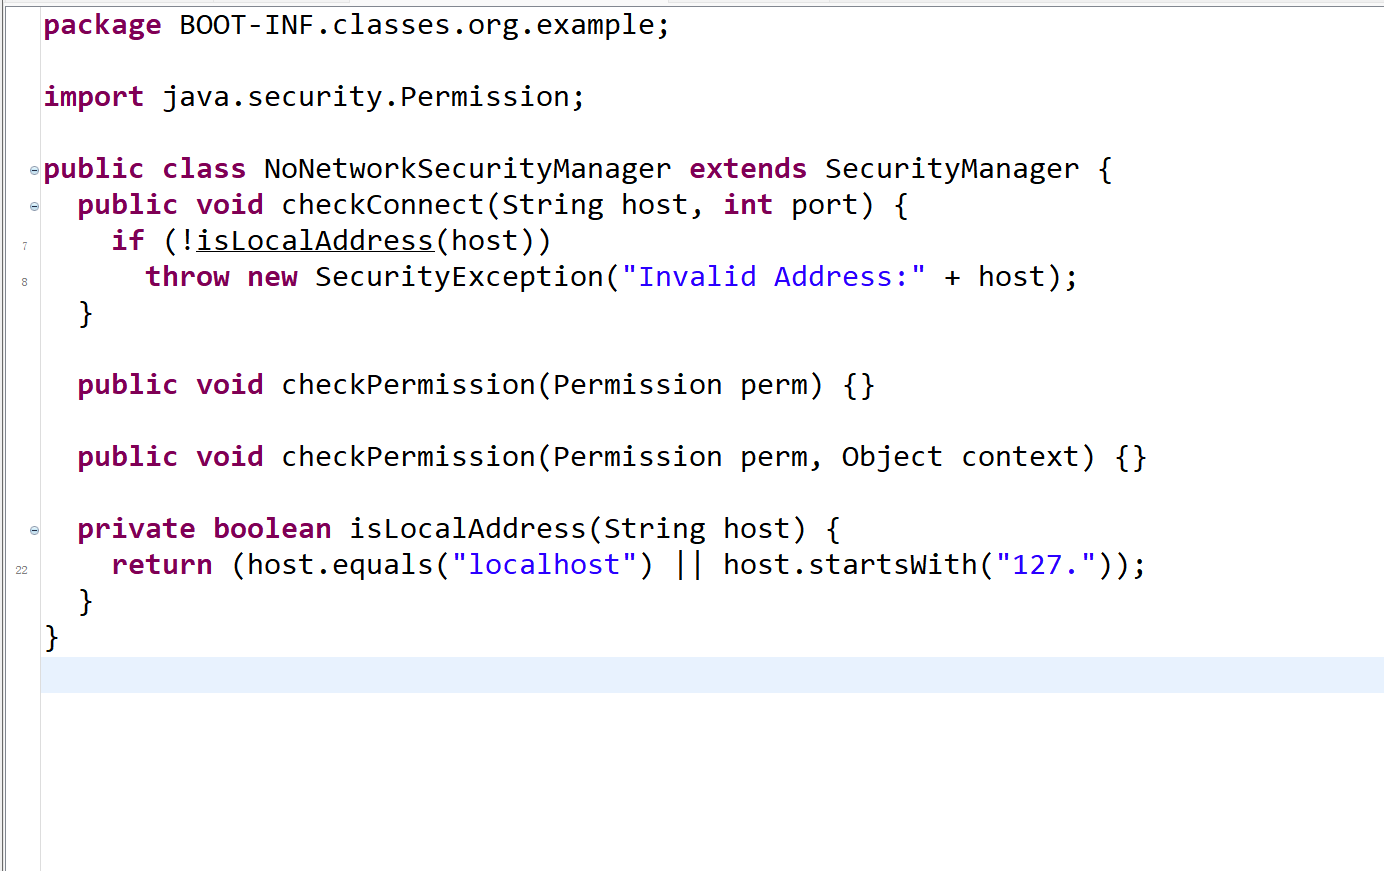 package BOOT-INF.classes.org.example;
import java.security.Permission;
public class NoNetworkSecurityManager extends SecurityManager {
public void checkConnect(String host, int port) {
7 if (!isLocalAddress(host))
8 throw new SecurityException("Invalid Address:" + host);
}
public void checkPermission(Permission perm) {}
public void checkPermission(Permission perm, Object context) {}
private boolean isLocalAddress(String host) {
22 return (host.equals("localhost") || host.startsWith("127."));
}
}